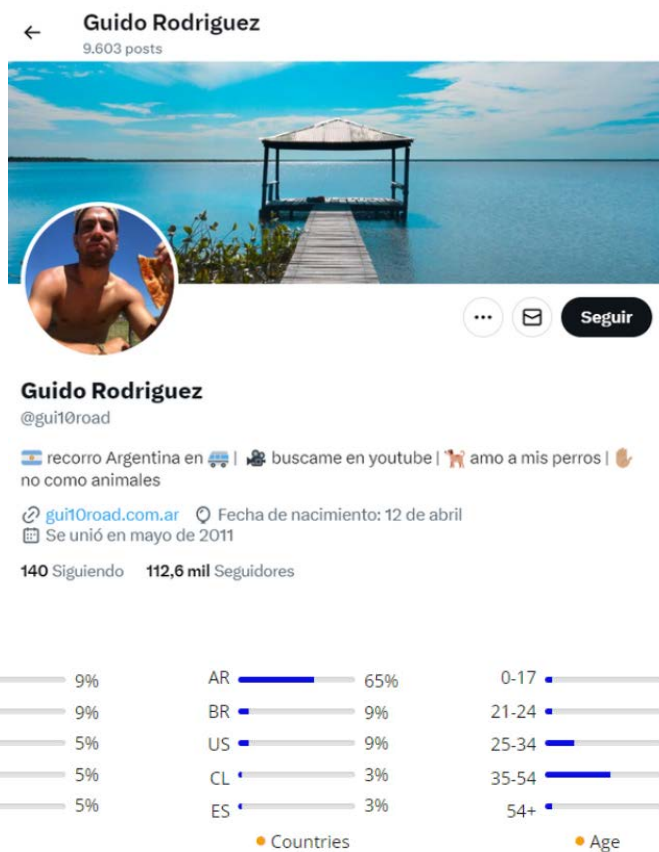 Guido Rodriguez
9.603 posts
Seguir
Guido Rodriguez
@gui10road
recorro Argentina en | buscame en youtube | amo a mis perros |
no como animales
gui10road.com.ar Fecha de nacimiento: 12 de abril
Se unió en mayo de 2011
140 Siguiendo 112,6 mil Seguidores
9% AR 65% 0-17
9% BR 9% 21-24
5% US 9% 25-34
5% CL 3% 35-54
5% ES 3% 54+
Countries Age